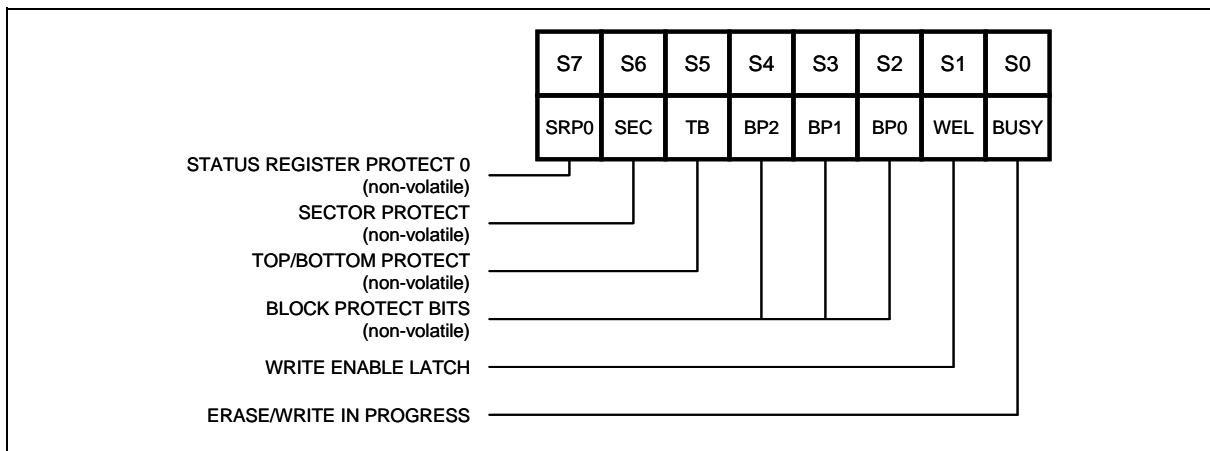 S7 S6 S5 S4 S3 S2 S1 S0
SRP0 SEC TB BP2 BP1 BP0 WEL BUSY
STATUS REGISTER PROTECT 0
(non-volatile)
SECTOR PROTECT
(non-volatile)
TOP/BOTTOM PROTECT
(non-volatile)
BLOCK PROTECT BITS
(non-volatile)
WRITE ENABLE LATCH
ERASE/WRITE IN PROGRESS